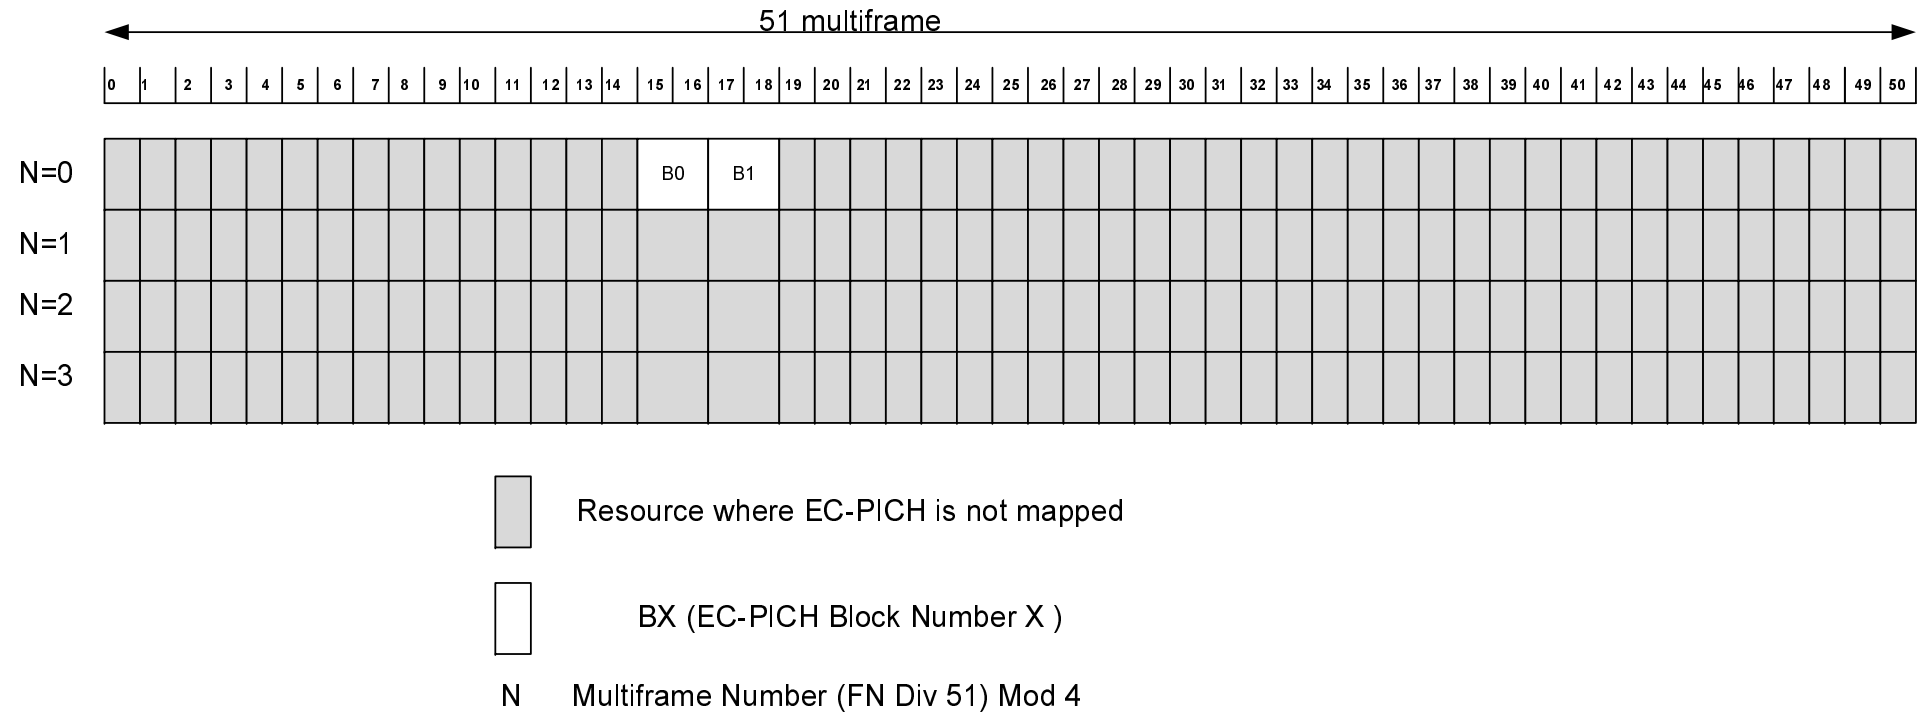 51 multiframe
0 1 2 3 4 5 6 7 8 9 10 11 12 13 14 15 16 17 18 19 20 21 22 23 24 25 26 27 28 29 30 31 32 33 34 35 36 37 38 39 40 41 42 43 44 45 46 47 48 49 50
N=0 B0 B1
N=1
N=2
N=3
Resource where EC-PICH is not mapped
BX (EC-PICH Block Number X )
N Multiframe Number (FN Div 51) Mod 4